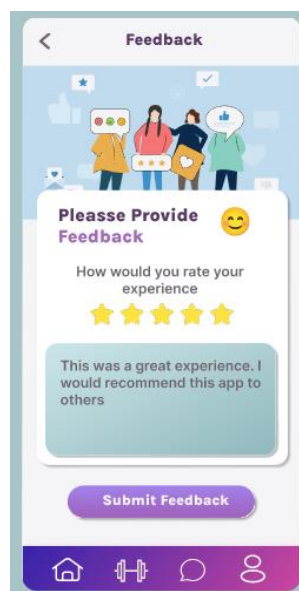 Feedback
Pleasse Provide
Feedback
How would you rate your
experience
This was a great experience. I
would recommend this app to
others
Submit Feedback